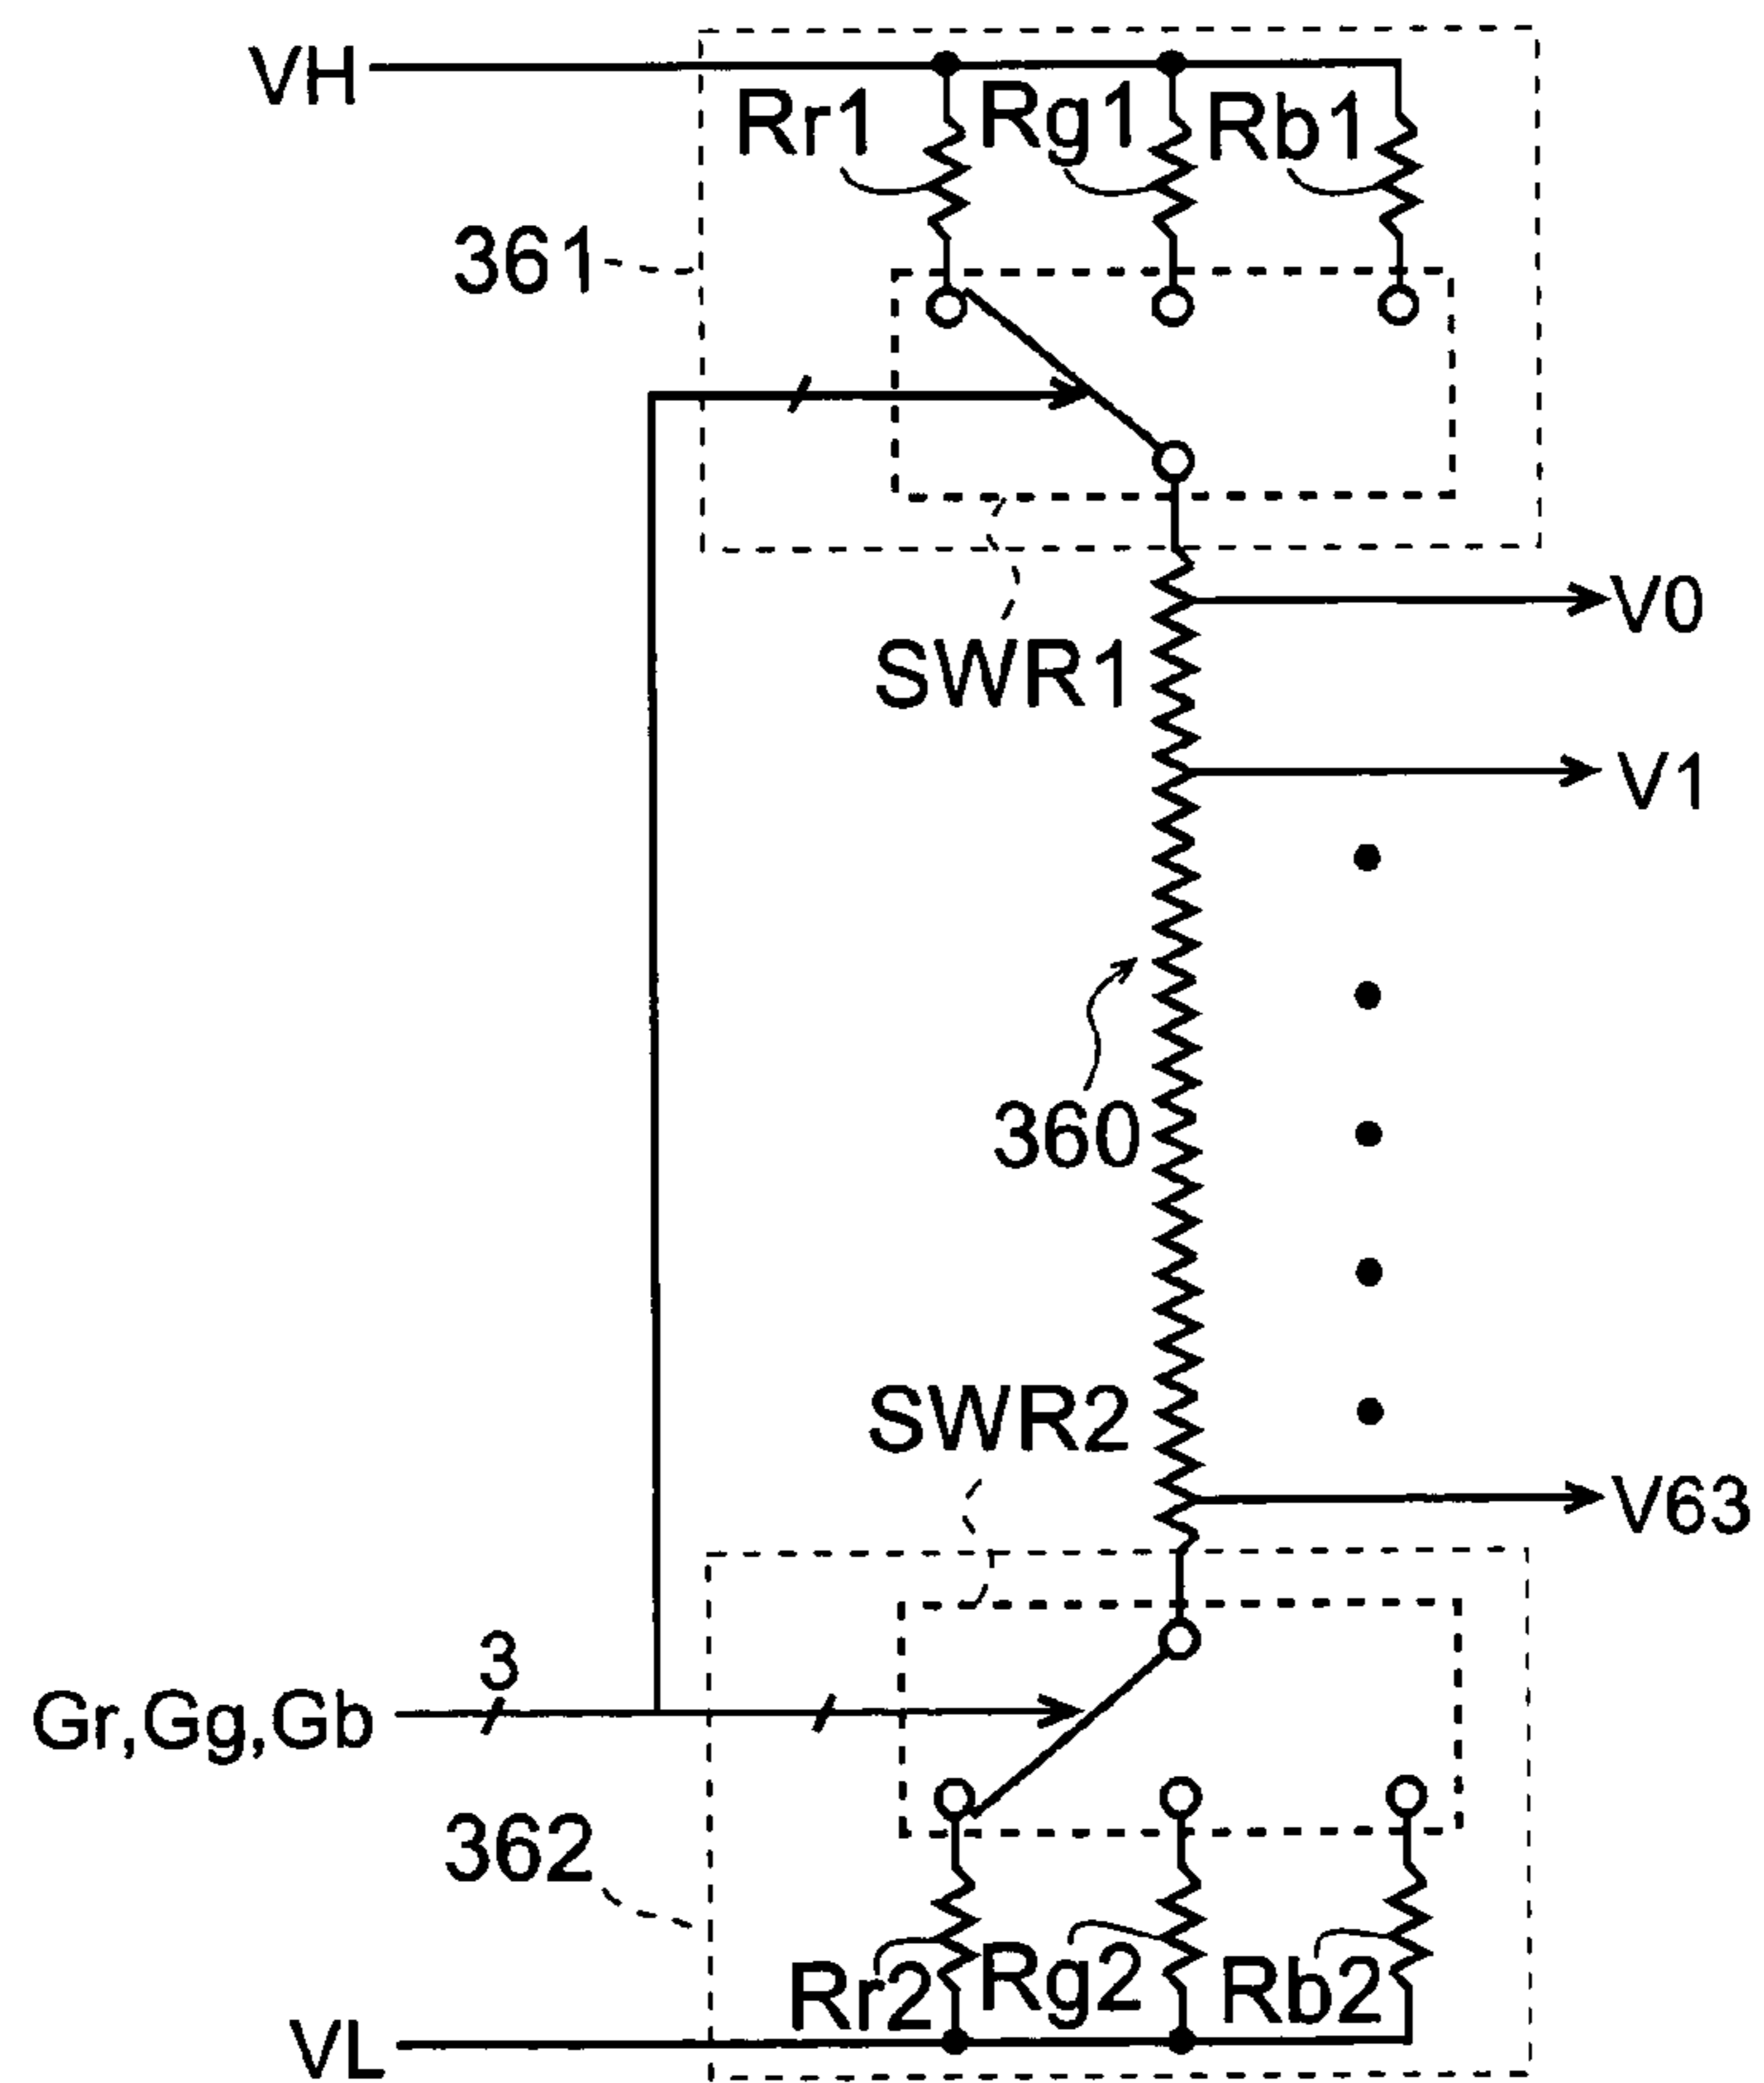 VH
Rr1
Rg1
Rb1
361
V0
SWR1
V1
360
SWR2
V63
3
Gr,Gg,Gb
362
Rr2
Rg2
Rb2
VL